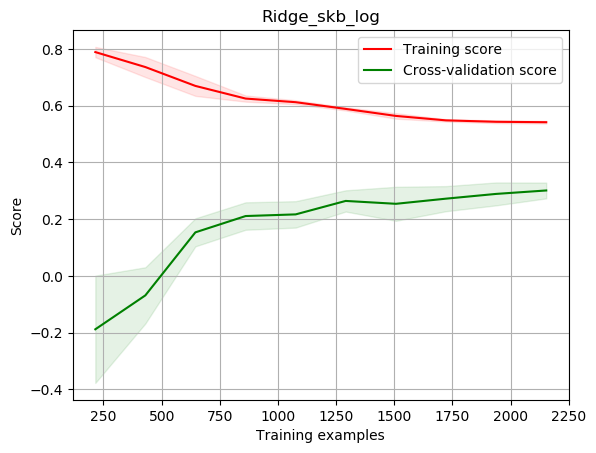 Ridge_skb_log
Training score
Cross-validation score
Score
0.8
0.6
0.4
0.2
0.0
−0.2
−0.4
250 500 750 1000 1250 1500 1750 2000 2250
Training examples